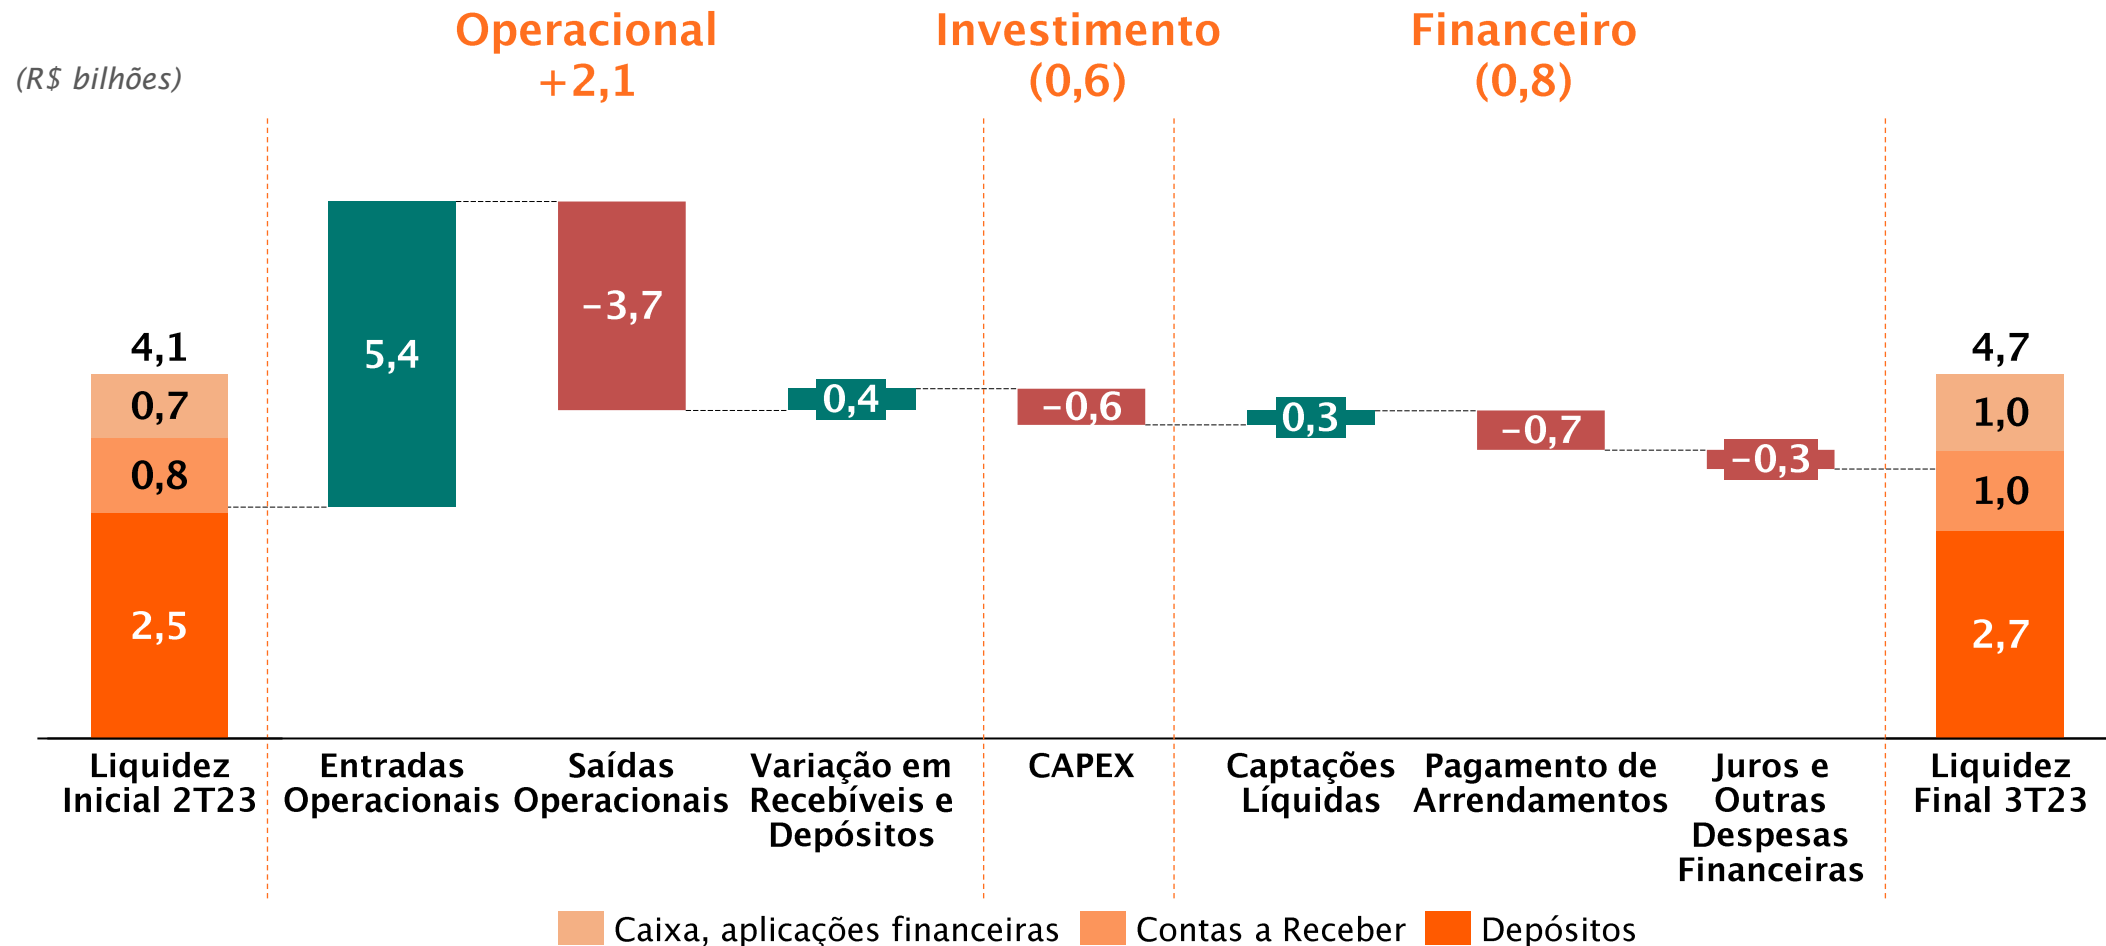 (R$ bilhões)
Operacional
+2,1
Investimento
(0,6)
Financeiro
(0,8)
4,1
0,7
0,8
2,5
5,4
−3,7
0,4
−0,6
0,3
−0,7
−0,3
4,7
1,0
1,0
2,7
Liquidez
Inicial 2T23
Entradas
Operacionais
Saídas
Operacionais
Variação em
Recebíveis e
Depósitos
CAPEX
Captações
Líquidas
Pagamento de
Arrendamentos
Juros e
Outras
Despesas
Financeiras
Liquidez
Final 3T23
Caixa, aplicações financeiras
Contas a Receber
Depósitos